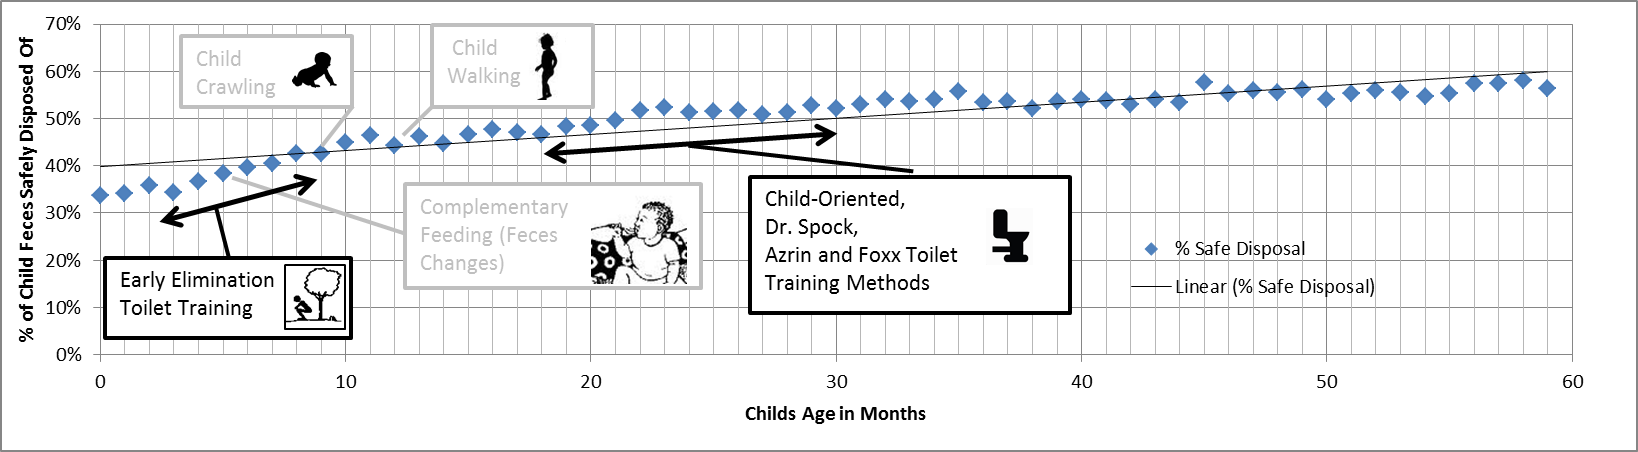 % of Child Feces Safely Disposed Of
70%
60%
50%
40%
30%
20%
10%
0%
Child
Crawling
Child
Walking
Complementary
Feeding (Feces
Changes)
Early Elimination
Toilet Training
Child-Oriented,
Dr. Spock,
Azrin and Foxx Toilet
Training Methods
% Safe Disposal
Linear (% Safe Disposal)
0 10 20 30 40 50 60
Childs Age in Months